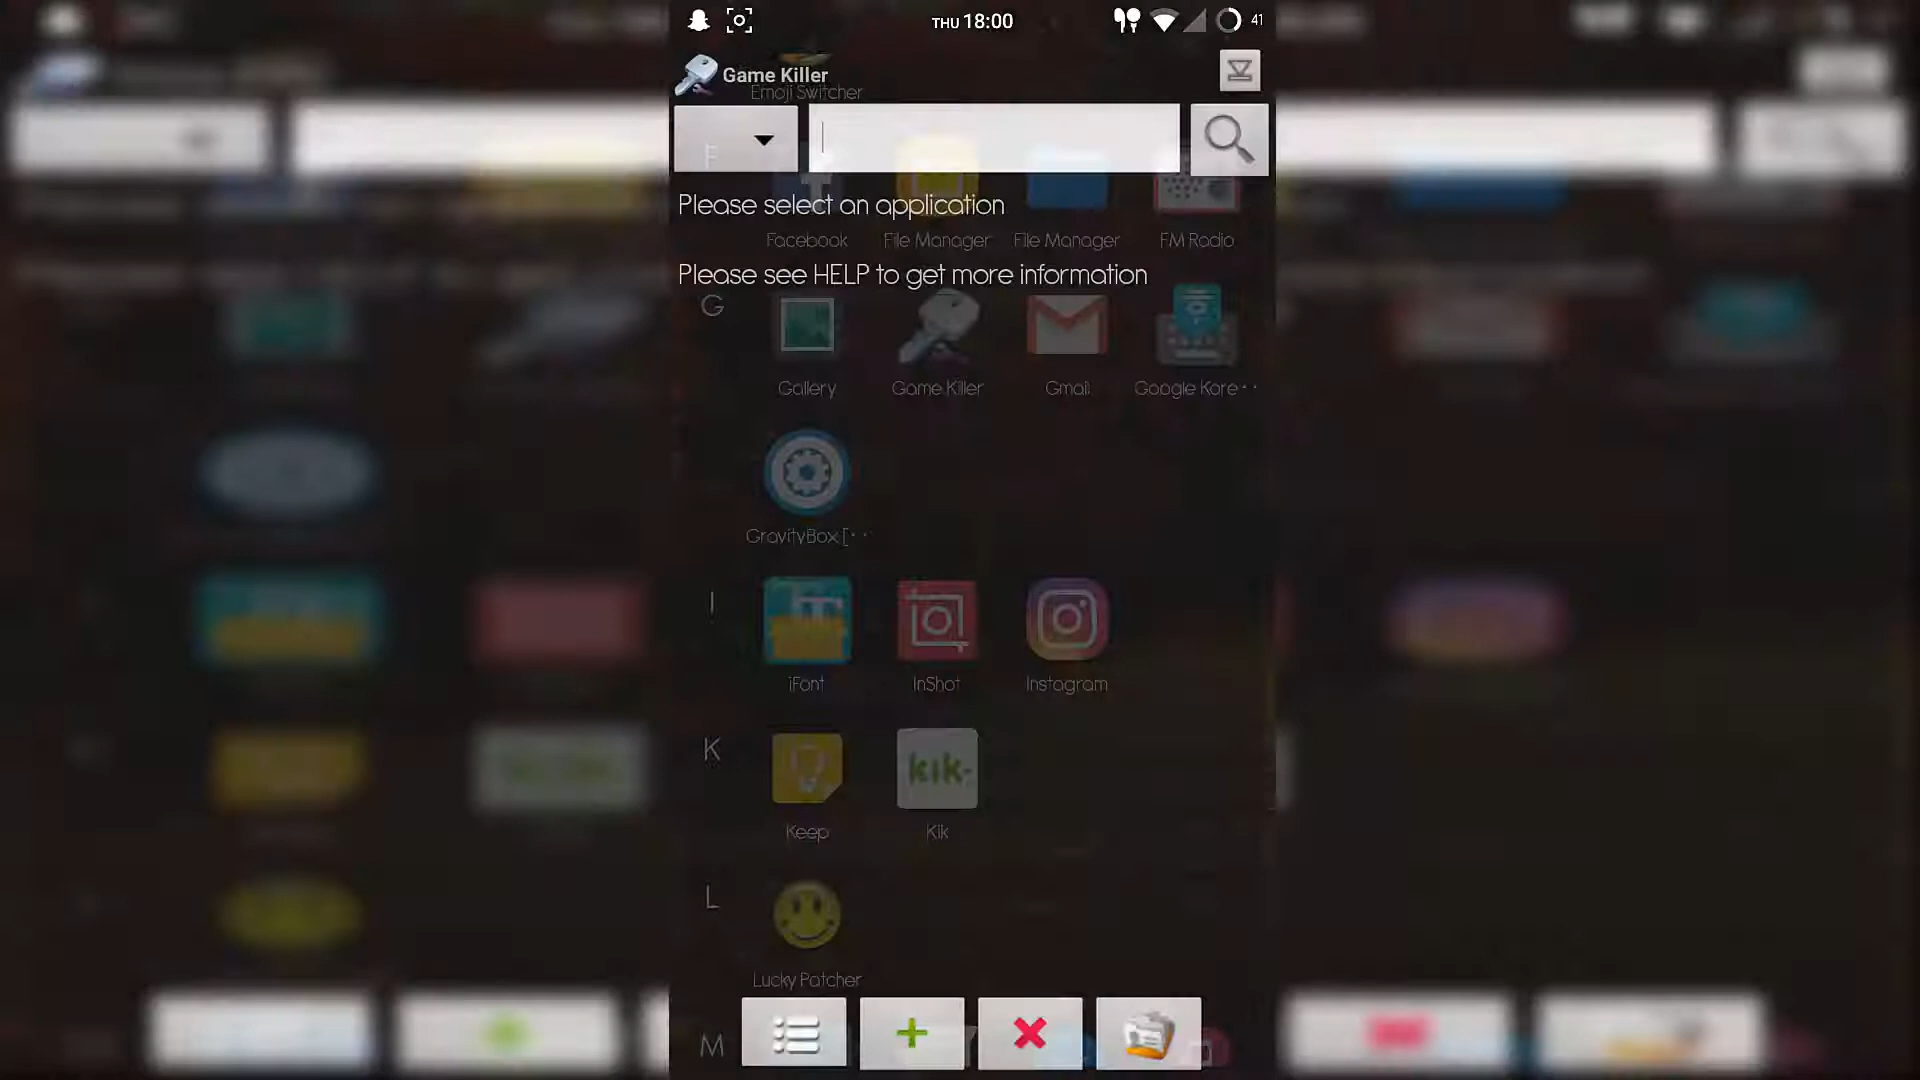 THU 18:00
41
Game Killer
Emoji Switcher
F
Please select an application
Facebook File Manager File Manager FM Radio
Please see HELP to get more information
G
Gallery Game Killer Gmail Google Kore··
GravityBox [··
I
iFont InShot Instagram
K
kik·
Keep Kik
L
Lucky Patcher
M